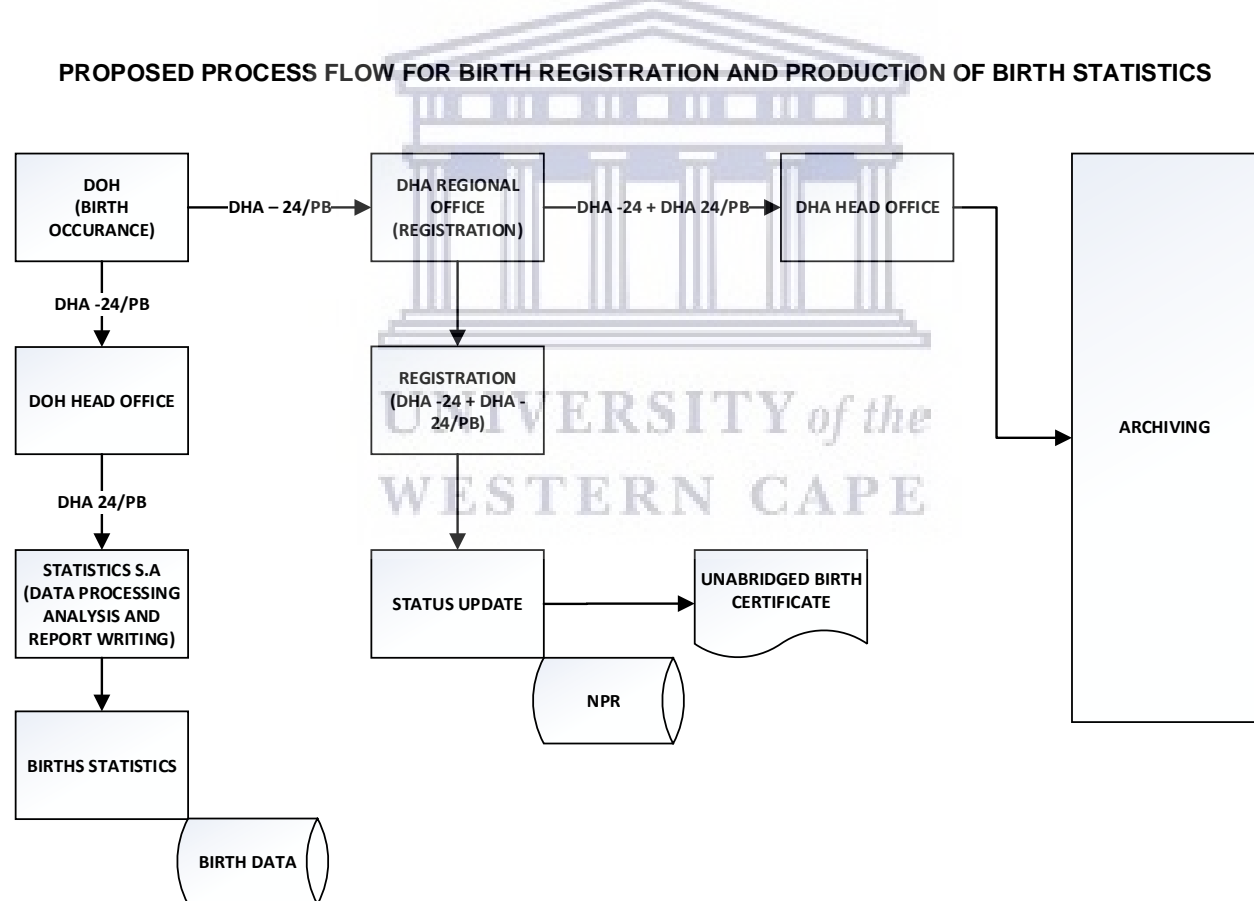 PROPOSED PROCESS FLOW FOR BIRTH REGISTRATION AND PRODUCTION OF BIRTH STATISTICS
DOH
(BIRTH
OCCURANCE)
DHA – 24/PB
DHA REGIONAL
OFFICE
(REGISTRATION)
DHA -24 + DHA 24/PB
DHA HEAD OFFICE
DHA -24/PB
DOH HEAD OFFICE
REGISTRATION
(DHA -24 + DHA -
24/PB)
UNIVERSITY of the
WESTERN CAPE
ARCHIVING
DHA 24/PB
STATISTICS S.A
(DATA PROCESSING
ANALYSIS AND
REPORT WRITING)
STATUS UPDATE
UNABRIDGED BIRTH
CERTIFICATE
NPR
BIRTHS STATISTICS
BIRTH DATA